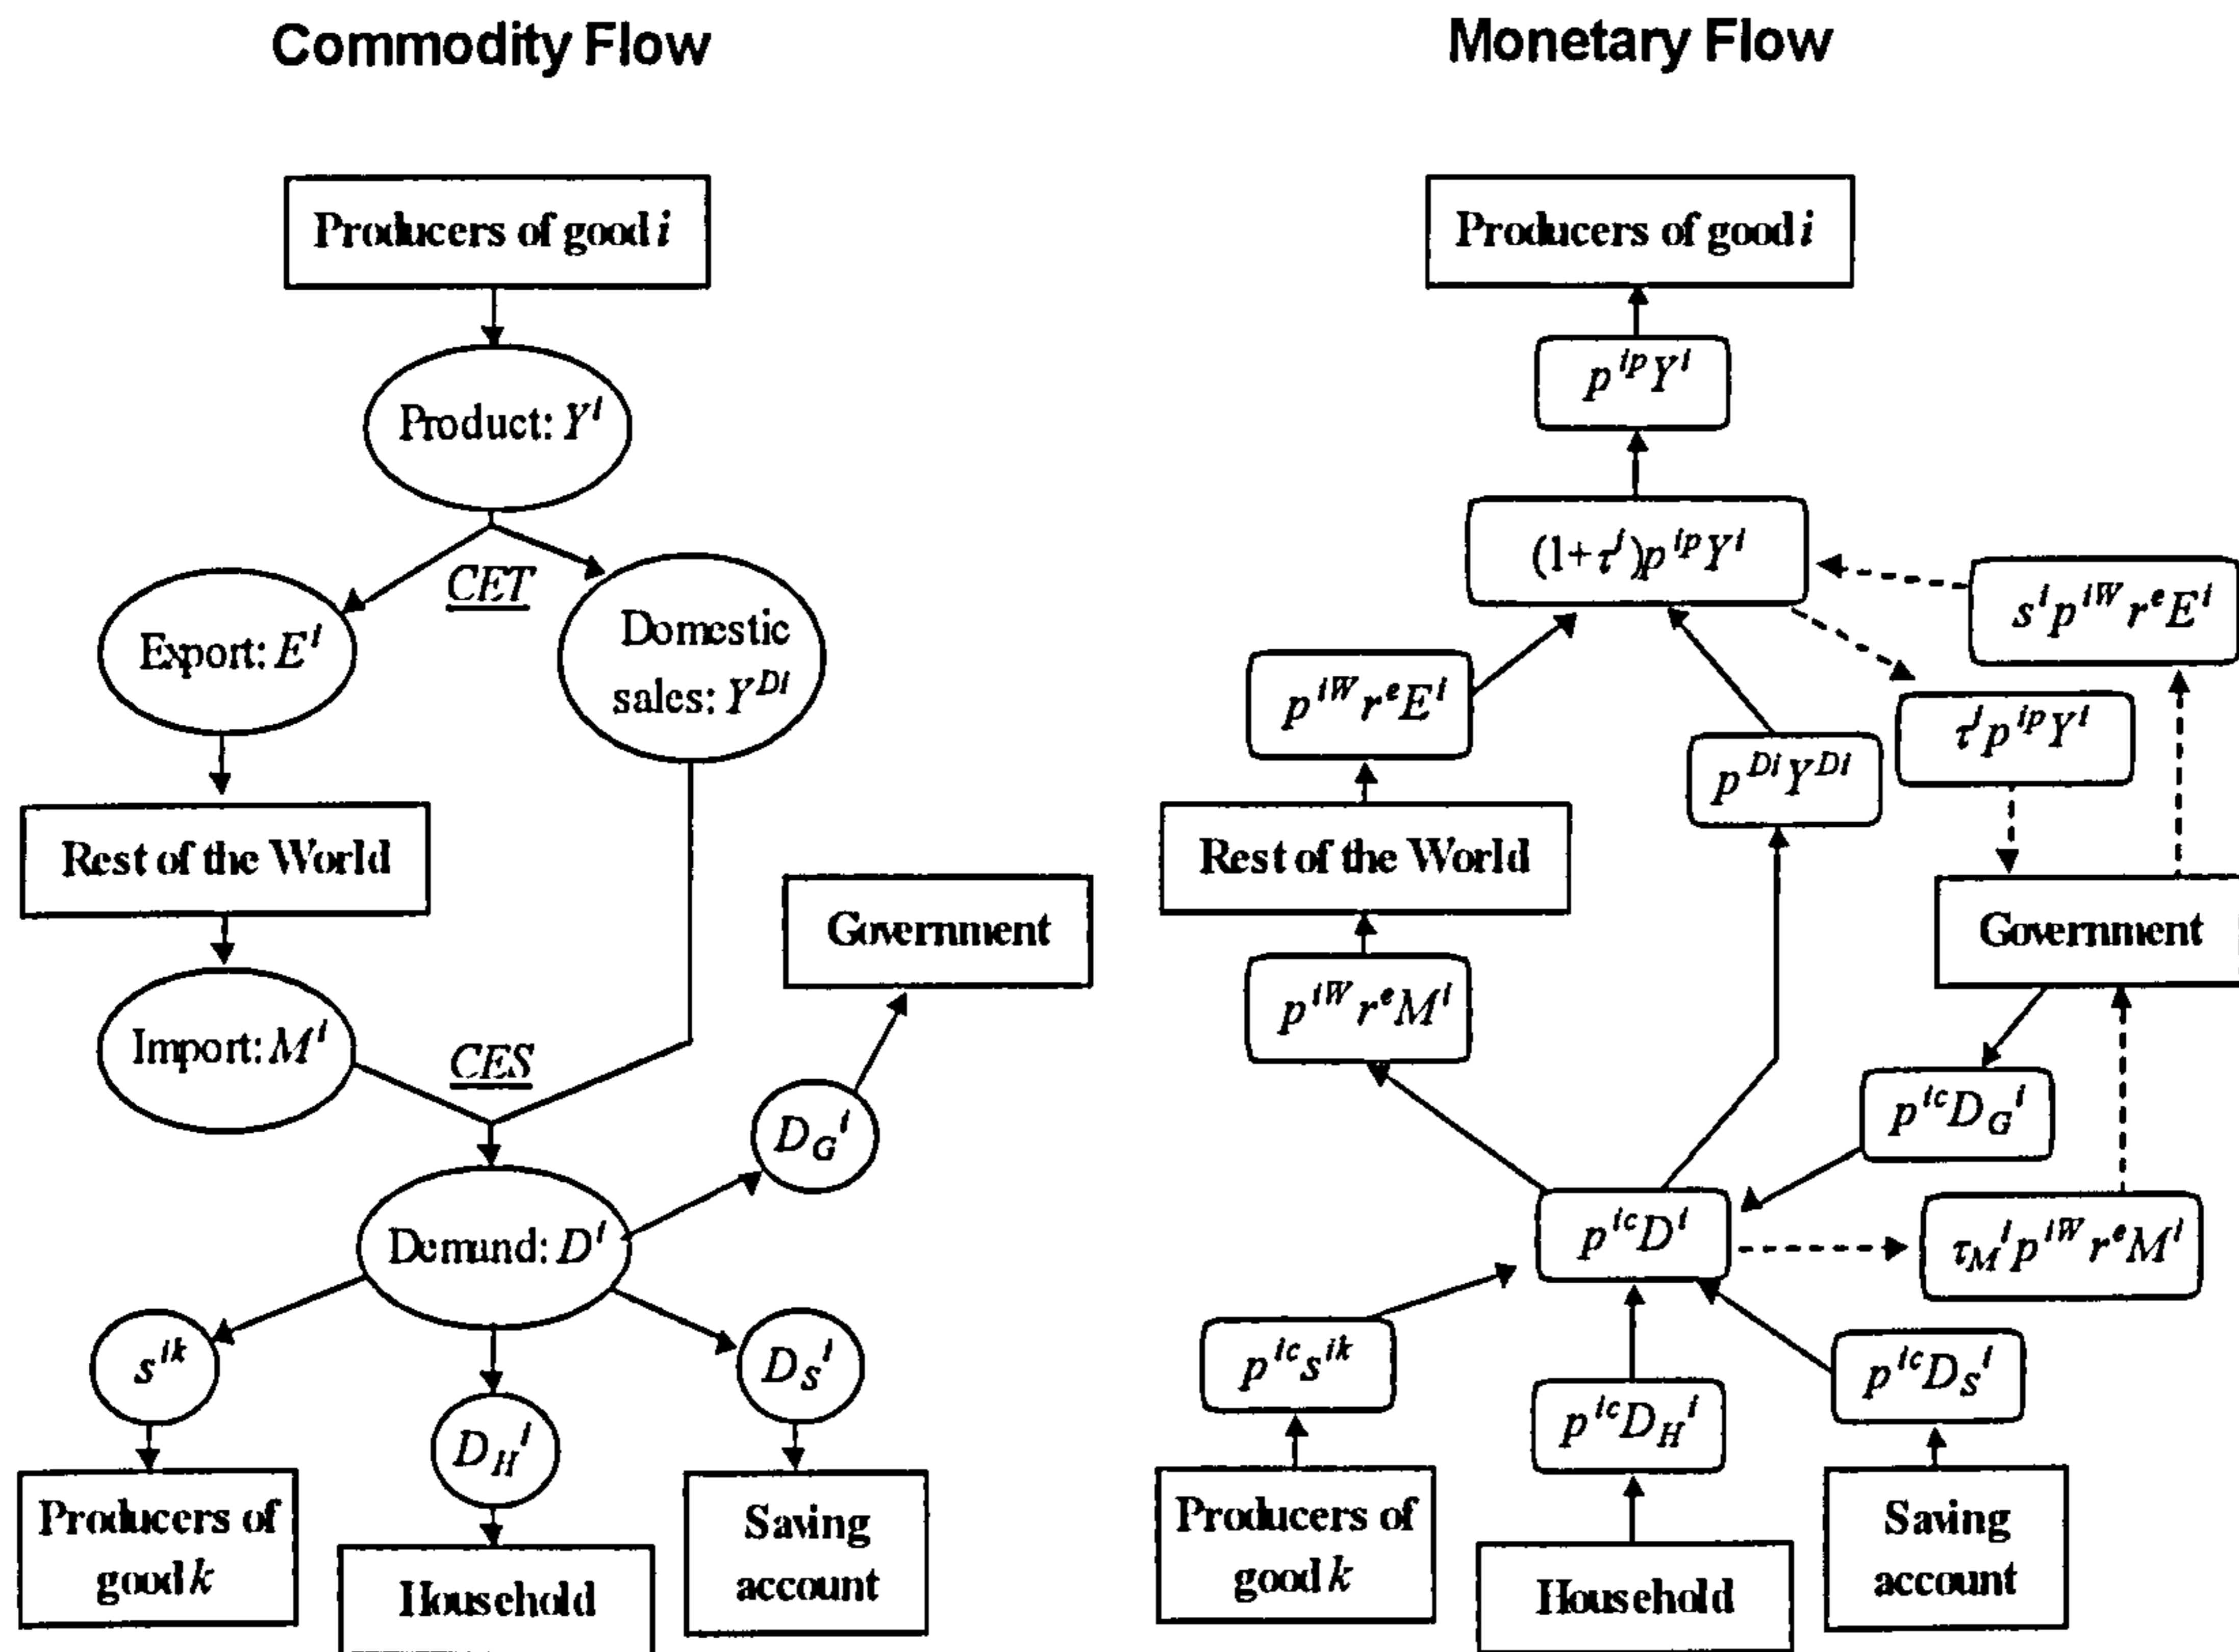 Commodity Flow
Producers of good i
Product: Y^i
CET
Export: E^i
Domestic
sales: Y^{Di}
Rest of the World
Government
Import: M^i
CES
D_G^i
Demand: D^i
s^{ik}
D_S^i
D_H^i
Producers of
good k
Saving
account
Household
Monetary Flow
Producers of good i
p^{ip}Y^i
(1+τ^i)p^{ip}Y^i
s^i p^{iW} r^e E^i
p^{iW} r^e E^i
τ^i p^{ip}Y^i
p^{Di}Y^{Di}
Rest of the World
Government
p^{iW} r^e M^i
p^{ic}D_G^i
p^{ic}D^i
τ_M^i p^{iW} r^e M^i
p^{ic}s^{ik}
p^{ic}D_S^i
p^{ic}D_H^i
Producers of
good k
Saving
account
Household